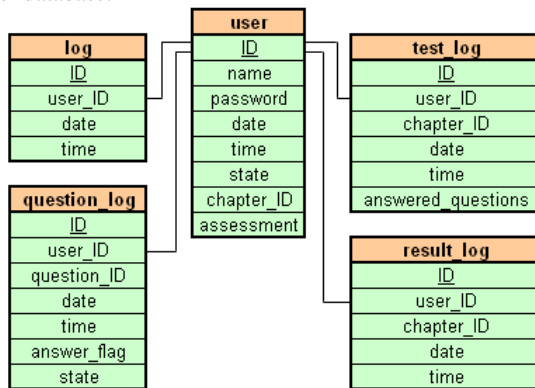 log
ID
user_ID
date
time
user
ID
name
password
date
time
state
chapter_ID
assessment
test_log
ID
user_ID
chapter_ID
date
time
answered_questions
question_log
ID
user_ID
question_ID
date
time
answer_flag
state
result_log
ID
user_ID
chapter_ID
date
time